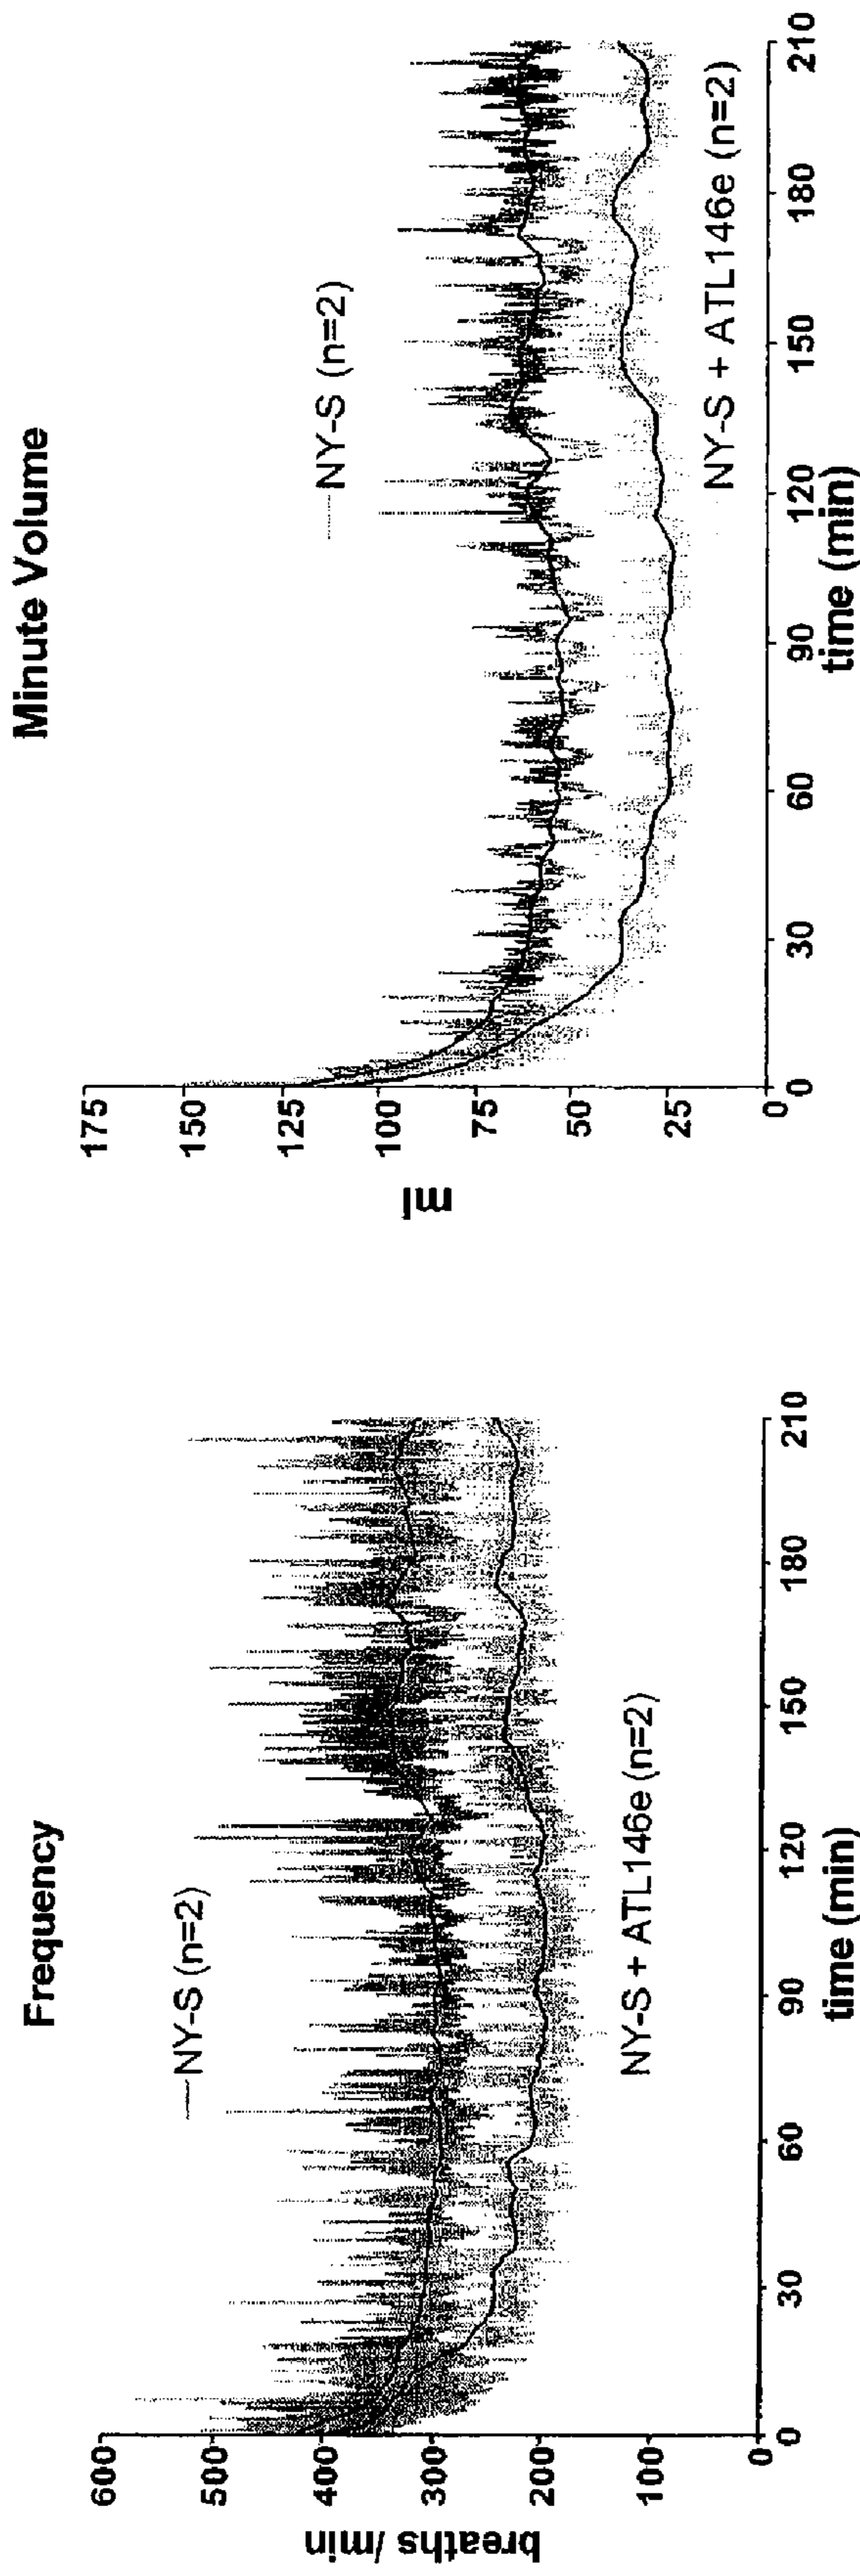 Frequency
breaths /min
600
500
400
300
200
100
0
NY-S (n=2)
NY-S + ATL146e (n=2)
0 30 60 90 120 150 180 210
time (min)
Minute Volume
ml
175
150
125
100
75
50
25
0
NY-S (n=2)
NY-S + ATL146e (n=2)
0 30 60 90 120 150 180 210
time (min)